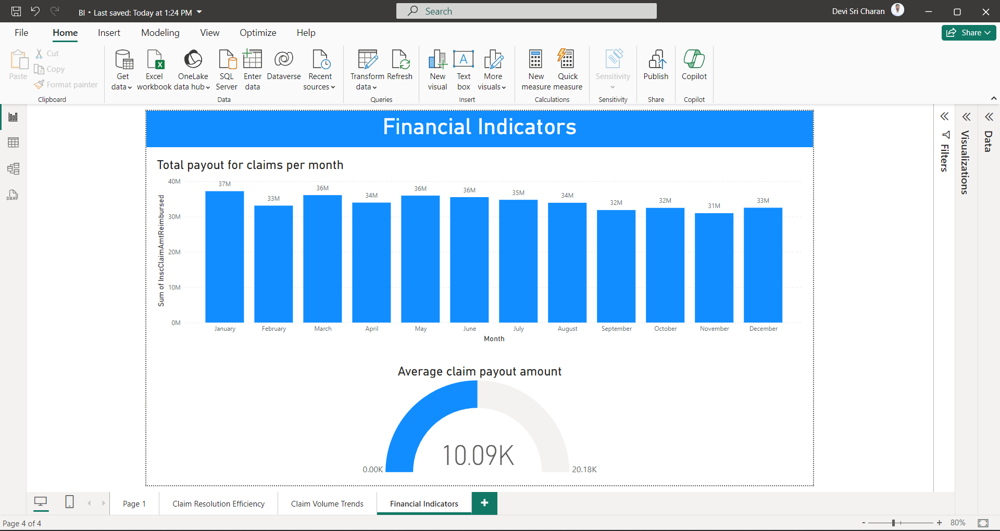 BI • Last saved: Today at 1:24 PM
Search
Devi Sri Charan
File Home Insert Modeling View Optimize Help
Share
Paste
Cut
Copy
Format painter
Clipboard
Get data
Excel workbook
OneLake data hub
SQL Server
Enter data
Dataverse
Recent sources
Data
Transform data
Refresh
Queries
New visual
Text box
More visuals
Insert
New measure
Quick measure
Calculations
Sensitivity
Sensitivity
Publish
Share
Copilot
Copilot
DAX
Financial Indicators
Total payout for claims per month
Sum of InscClaimAmtReimbursed
40M
30M
20M
10M
0M
37M 33M 36M 34M 36M 36M 35M 34M 32M 32M 31M 33M
January February March April May June July August September October November December
Month
Average claim payout amount
10.09K
0.00K
20.18K
Filters
Visualizations
Data
Page 1 Claim Resolution Efficiency Claim Volume Trends Financial Indicators +
Page 4 of 4
- + 80%